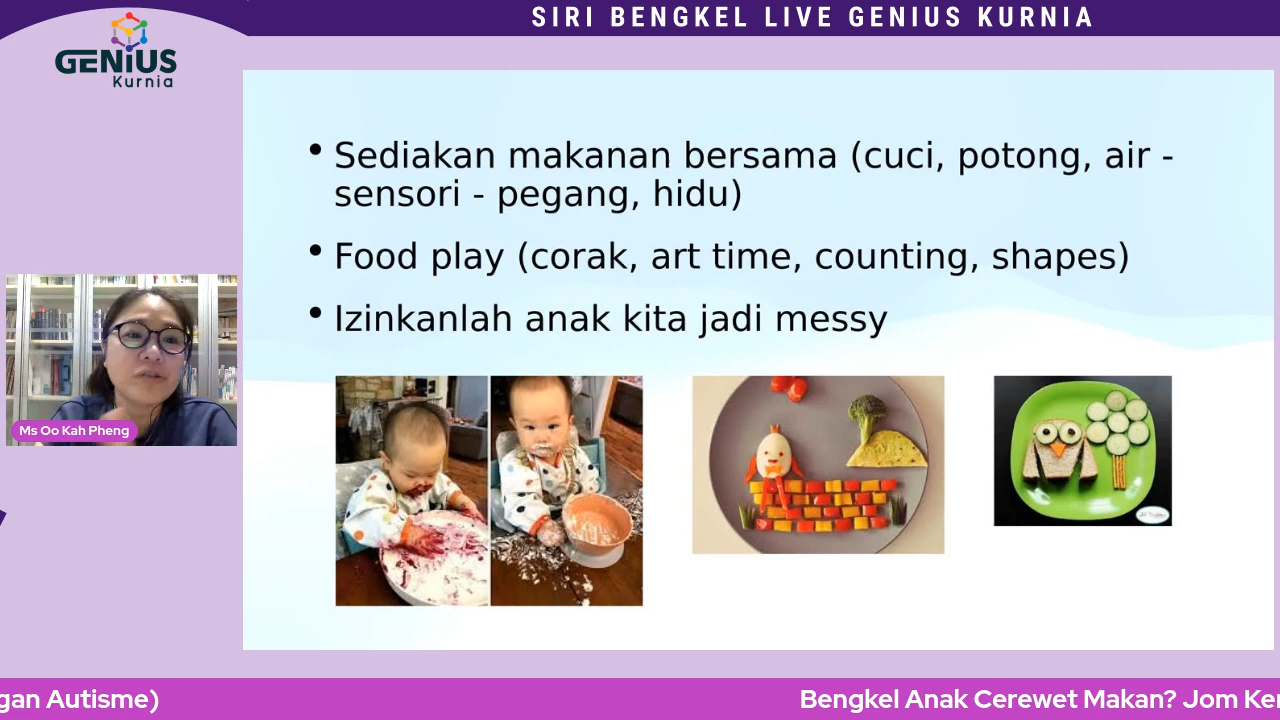 SIRI BENGKEL LIVE GENIUS KURNIA
GENIUS
Kurnia
• Sediakan makanan bersama (cuci, potong, air -
sensori - pegang, hidu)
• Food play (corak, art time, counting, shapes)
• Izinkanlah anak kita jadi messy
Ms Oo Kah Pheng
gan Autisme)
Bengkel Anak Cerewet Makan? Jom Ker